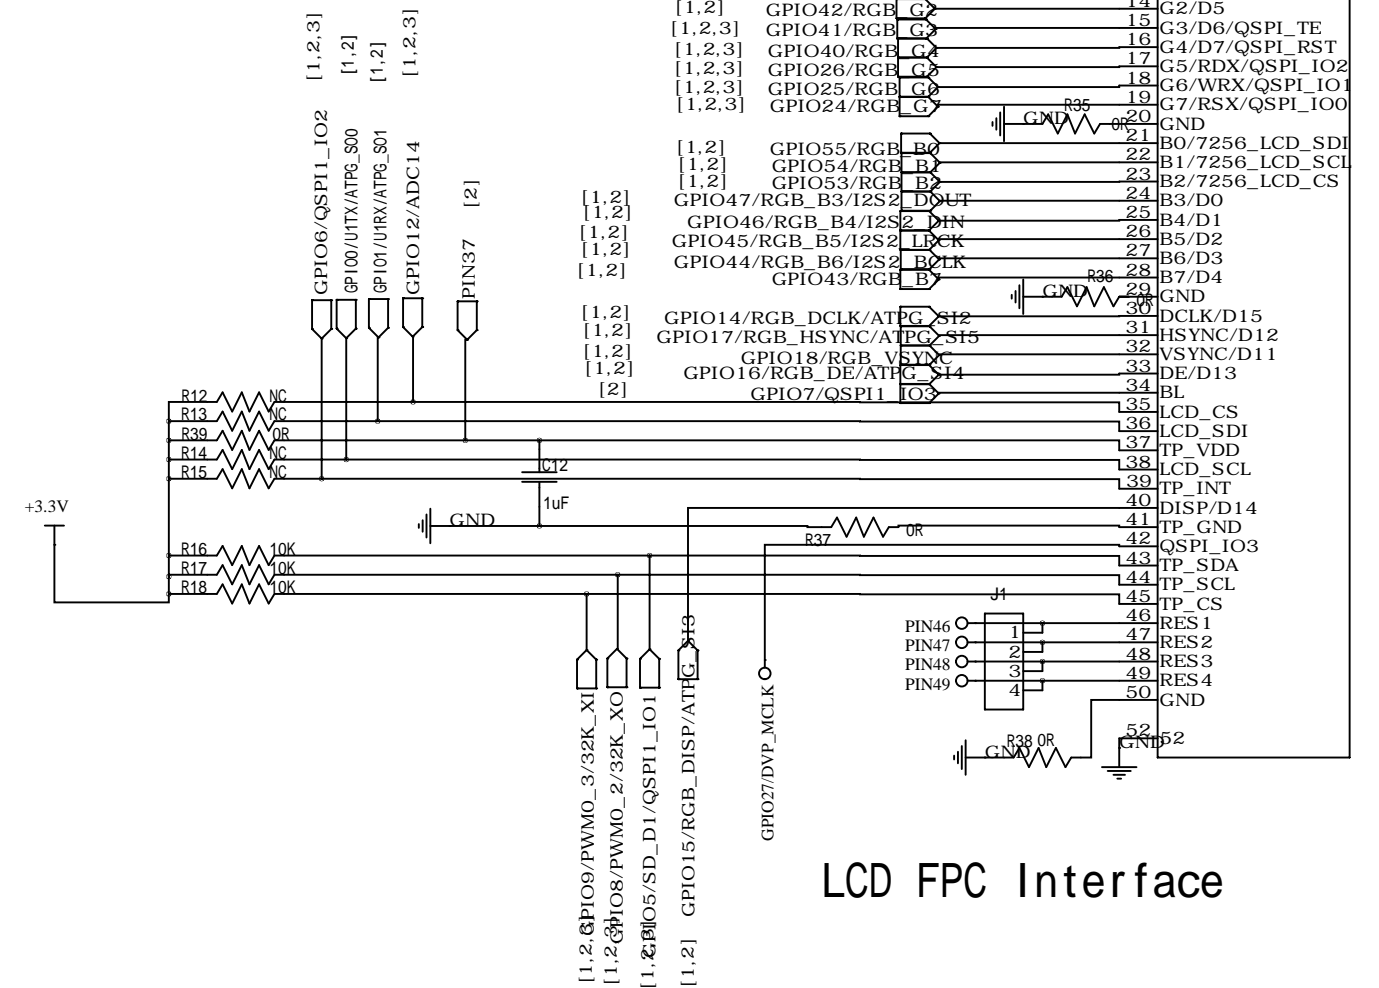 [1,2,3]
[1,2]
[1,2]
[1,2,3]
GPIO6/QSPI1_IO2
GPIO0/U1TX/ATPG_SO0
GPIO1/U1RX/ATPG_SO1
GPIO12/ADC14
PIN37
[2]
[1,2] GPIO42/RGB_G2 14 G2/D5
[1,2,3] GPIO41/RGB_G3 15 G3/D6/QSPI_TE
[1,2,3] GPIO40/RGB_G4 16 G4/D7/QSPI_RST
[1,2,3] GPIO26/RGB_G5 17 G5/RDX/QSPI_IO2
[1,2,3] GPIO25/RGB_G6 18 G6/WRX/QSPI_IO1
[1,2,3] GPIO24/RGB_G7 19 G7/RSX/QSPI_IO0
GND R35 0R 20 GND
[1,2] GPIO55/RGB_B0 21 B0/7256_LCD_SDI
[1,2] GPIO54/RGB_B1 22 B1/7256_LCD_SCL
[1,2] GPIO53/RGB_B2 23 B2/7256_LCD_CS
[1,2] GPIO47/RGB_B3/I2S2_DOUT 24 B3/D0
[1,2] GPIO46/RGB_B4/I2S2_DIN 25 B4/D1
[1,2] GPIO45/RGB_B5/I2S2_LRCK 26 B5/D2
[1,2] GPIO44/RGB_B6/I2S2_BCLK 27 B6/D3
[1,2] GPIO43/RGB_B7 28 B7/D4
GND R36 0R 29 GND
[1,2] GPIO14/RGB_DCLK/ATPG_SI2 30 DCLK/D15
[1,2] GPIO17/RGB_HSYNC/ATPG_SI5 31 HSYNC/D12
[1,2] GPIO18/RGB_VSYNC 32 VSYNC/D11
[1,2] GPIO16/RGB_DE/ATPG_SI4 33 DE/D13
[2] GPIO7/QSPI1_IO3 34 BL
R12 NC 35 LCD_CS
R13 NC 36 LCD_SDI
R39 0R 37 TP_VDD
R14 NC 38 LCD_SCL
R15 NC 39 TP_INT
C12
1uF
+3.3V
40 DISP/D14
GND R37 0R 41 TP_GND
42 QSPI_IO3
R16 10K 43 TP_SDA
R17 10K 44 TP_SCL
R18 10K 45 TP_CS
J1
PIN46 1 46 RES1
PIN47 2 47 RES2
PIN48 3 48 RES3
PIN49 4 49 RES4
50 GND
GND R38 0R
52 GND 52
GPIO9/PWM0_3/32K_XI
GPIO8/PWM0_2/32K_XO
GPIO5/SD_D1/QSPI1_IO1
GPIO15/RGB_DISP/ATPG_SI3
GPIO27/DVP_MCLK
[1,2,3]
[1,2,3]
[1,2,3]
[1,2]
LCD FPC Interface